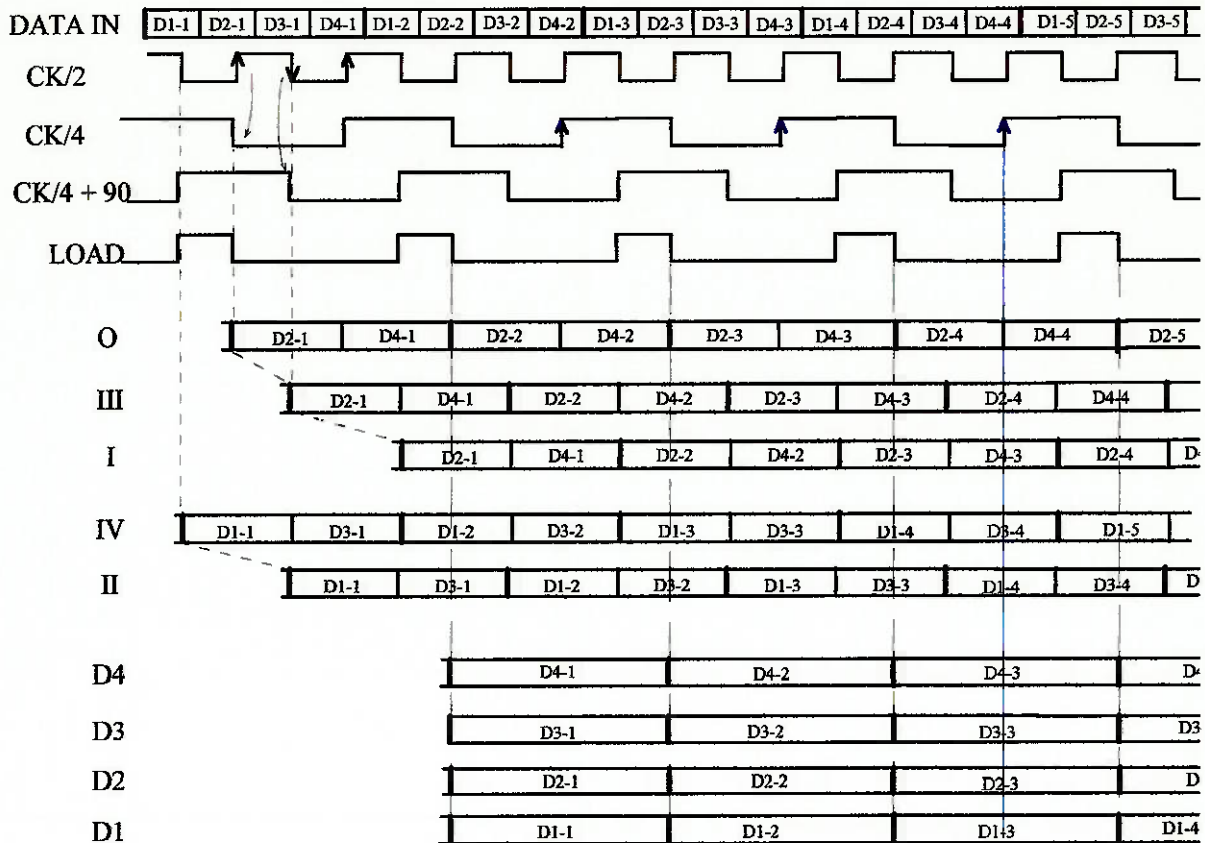 DATA IN D1-1 D2-1 D3-1 D4-1 D1-2 D2-2 D3-2 D4-2 D1-3 D2-3 D3-3 D4-3 D1-4 D2-4 D3-4 D4-4 D1-5 D2-5 D3-5
CK/2
CK/4
CK/4 + 90
LOAD
O D2-1 D4-1 D2-2 D4-2 D2-3 D4-3 D2-4 D4-4 D2-5
III D2-1 D4-1 D2-2 D4-2 D2-3 D4-3 D2-4 D4-4
I D2-1 D4-1 D2-2 D4-2 D2-3 D4-3 D2-4 D-
IV D1-1 D3-1 D1-2 D3-2 D1-3 D3-3 D1-4 D3-4 D1-5
II D1-1 D3-1 D1-2 D3-2 D1-3 D3-3 D1-4 D3-4 D
D4 D4-1 D4-2 D4-3 D4
D3 D3-1 D3-2 D3-3 D3
D2 D2-1 D2-2 D2-3 D
D1 D1-1 D1-2 D1-3 D1-4